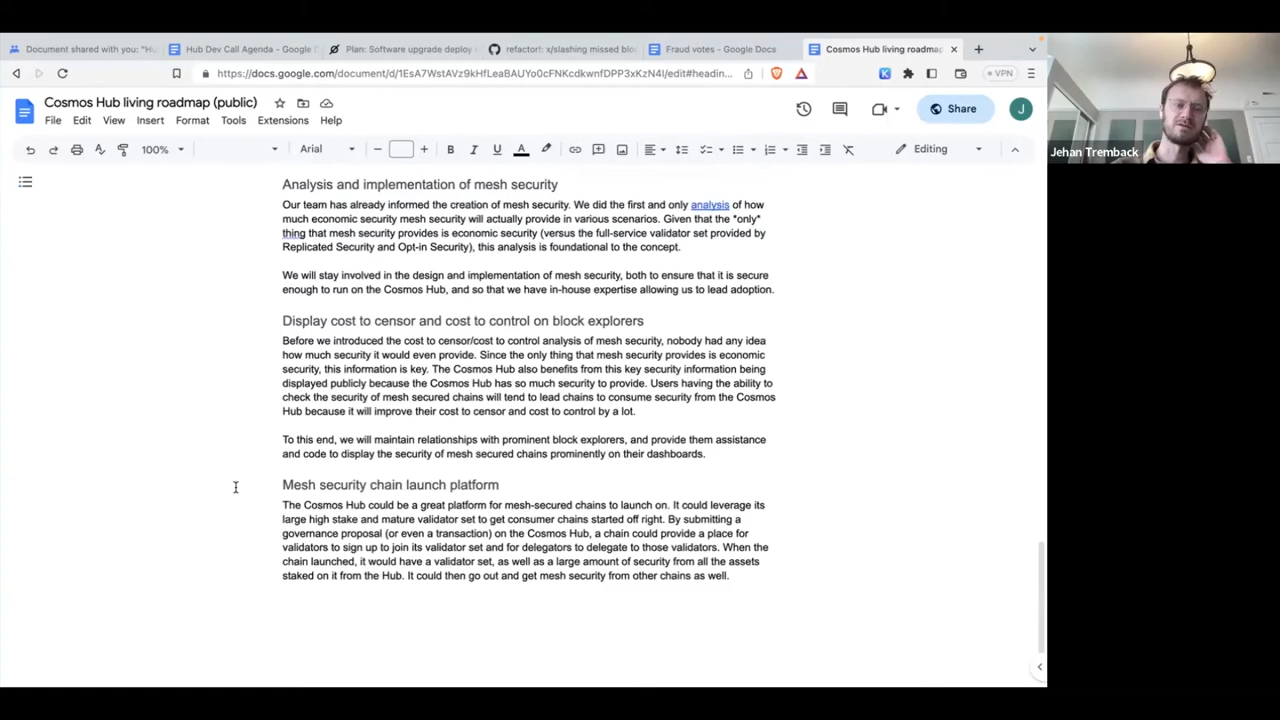 Document shared with you: "Hu
Hub Dev Call Agenda - Google D
Plan: Software upgrade deploy
refactor!: x/slashing missed blo
Fraud votes - Google Docs
Cosmos Hub living roadmap
https://docs.google.com/document/d/1EsA7WstAVz9kHfLeaBAUYo0cFNKcdkwnfDPP3xKzN4I/edit#headin...
VPN
Cosmos Hub living roadmap (public)
File Edit View Insert Format Tools Extensions Help
Share
J
100%
Arial
Editing
Analysis and implementation of mesh security
Our team has already informed the creation of mesh security. We did the first and only analysis of how
much economic security mesh security will actually provide in various scenarios. Given that the *only*
thing that mesh security provides is economic security (versus the full-service validator set provided by
Replicated Security and Opt-in Security), this analysis is foundational to the concept.
We will stay involved in the design and implementation of mesh security, both to ensure that it is secure
enough to run on the Cosmos Hub, and so that we have in-house expertise allowing us to lead adoption.
Display cost to censor and cost to control on block explorers
Before we introduced the cost to censor/cost to control analysis of mesh security, nobody had any idea
how much security it would even provide. Since the only thing that mesh security provides is economic
security, this information is key. The Cosmos Hub also benefits from this key security information being
displayed publicly because the Cosmos Hub has so much security to provide. Users having the ability to
check the security of mesh secured chains will tend to lead chains to consume security from the Cosmos
Hub because it will improve their cost to censor and cost to control by a lot.
To this end, we will maintain relationships with prominent block explorers, and provide them assistance
and code to display the security of mesh secured chains prominently on their dashboards.
Mesh security chain launch platform
The Cosmos Hub could be a great platform for mesh-secured chains to launch on. It could leverage its
large high stake and mature validator set to get consumer chains started off right. By submitting a
governance proposal (or even a transaction) on the Cosmos Hub, a chain could provide a place for
validators to sign up to join its validator set and for delegators to delegate to those validators. When the
chain launched, it would have a validator set, as well as a large amount of security from all the assets
staked on it from the Hub. It could then go out and get mesh security from other chains as well.
Jehan Tremback